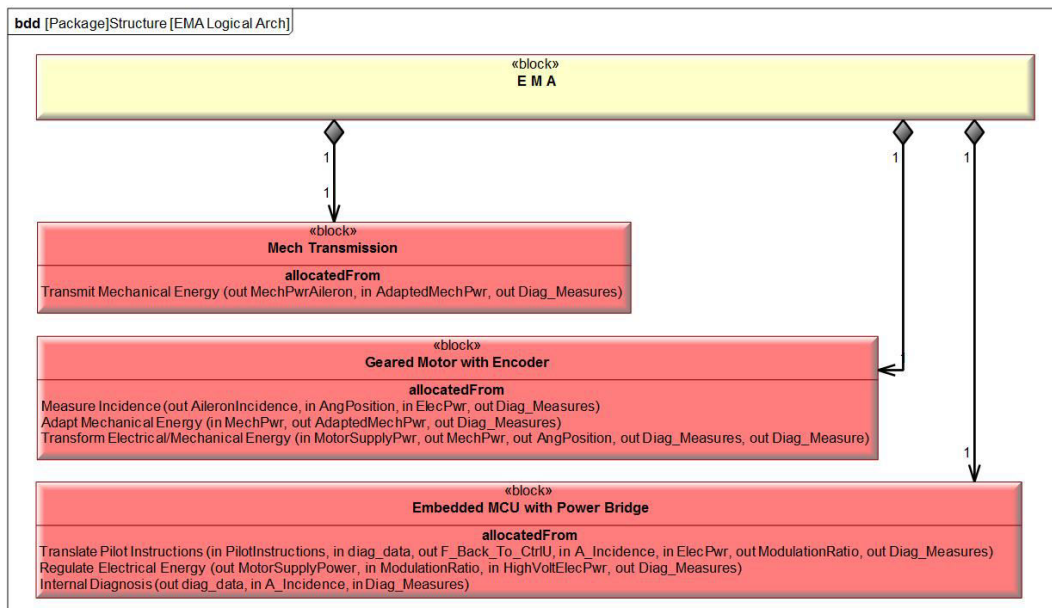 bdd [Package]Structure [EMA Logical Arch]
«block»
E M A
1
1
1
1
«block»
Mech Transmission
allocatedFrom
Transmit Mechanical Energy (out MechPwrAileron, in AdaptedMechPwr, out Diag_Measures)
«block»
Geared Motor with Encoder
1
allocatedFrom
Measure Incidence (out AileronIncidence, in AngPosition, in ElecPwr, out Diag_Measures)
Adapt Mechanical Energy (in MechPwr, out AdaptedMechPwr, out Diag_Measures)
Transform Electrical/Mechanical Energy (in MotorSupplyPwr, out MechPwr, out AngPosition, out Diag_Measures, out Diag_Measure)
1
«block»
Embedded MCU with Power Bridge
allocatedFrom
Translate Pilot Instructions (in PilotInstructions, in diag_data, out F_Back_To_CtrlU, in A_Incidence, in ElecPwr, out ModulationRatio, out Diag_Measures)
Regulate Electrical Energy (out MotorSupplyPower, in ModulationRatio, in HighVoltElecPwr, out Diag_Measures)
Internal Diagnosis (out diag_data, in A_Incidence, in Diag_Measures)